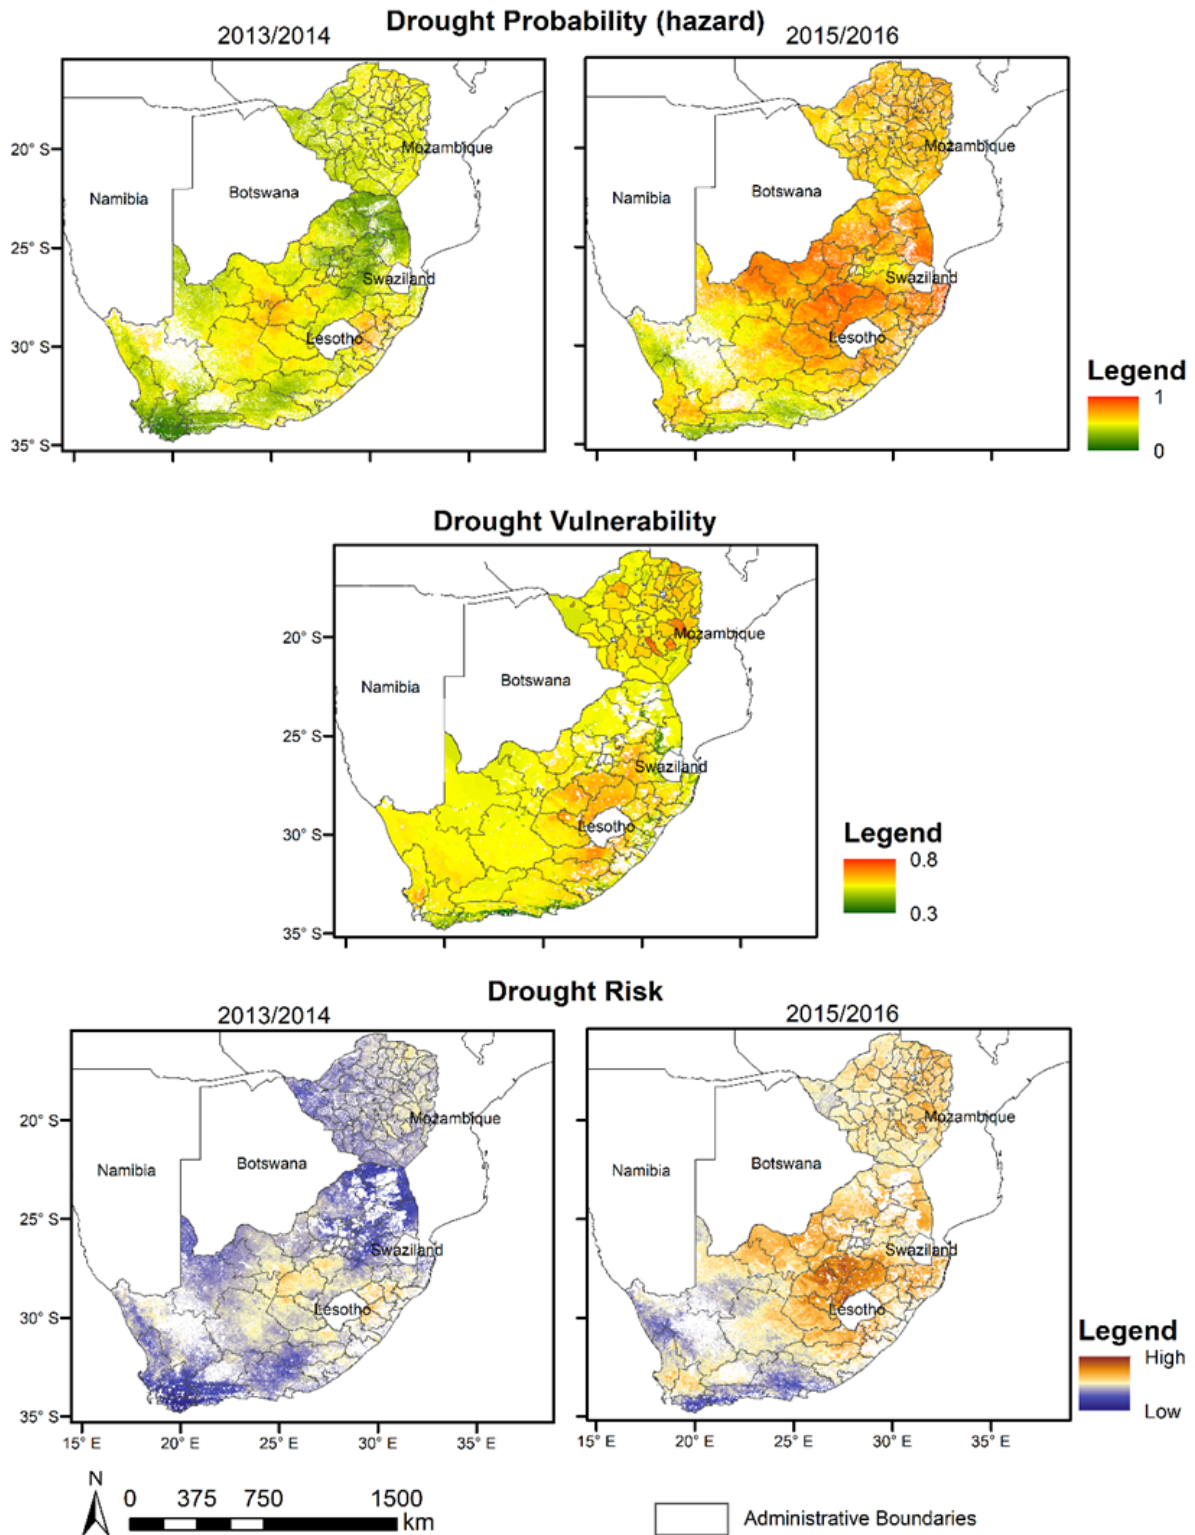 Drought Probability (hazard)
2013/2014
2015/2016
20° S
25° S
30° S
35° S
Namibia
Botswana
Mozambique
Swaziland
Lesotho
Namibia
Botswana
Mozambique
Swaziland
Lesotho
Legend
1
0
Drought Vulnerability
20° S
25° S
30° S
35° S
Namibia
Botswana
Mozambique
Swaziland
Lesotho
Legend
0.8
0.3
Drought Risk
2013/2014
2015/2016
20° S
25° S
30° S
35° S
Namibia
Botswana
Mozambique
Swaziland
Lesotho
Namibia
Botswana
Mozambique
Swaziland
Lesotho
Legend
High
Low
15° E 20° E 25° E 30° E 35° E
15° E 20° E 25° E 30° E 35° E
N
0 375 750 1500
km
Administrative Boundaries